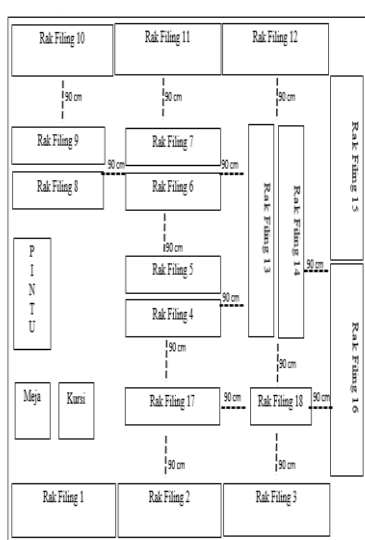 Rak Filing 10
Rak Filing 11
Rak Filing 12
90 cm
90 cm
90 cm
Rak Filing 15
Rak Filing 9
Rak Filing 7
90 cm
90 cm
Rak Filing 8
Rak Filing 6
Rak Filing 13
Rak Filing 14
90 cm
PINTU
Rak Filing 5
90 cm
Rak Filing 4
90 cm
Rak Filing 16
90 cm
90 cm
Meja
Kursi
Rak Filing 17
90 cm
Rak Filing 18
90 cm
90 cm
90 cm
Rak Filing 1
Rak Filing 2
Rak Filing 3